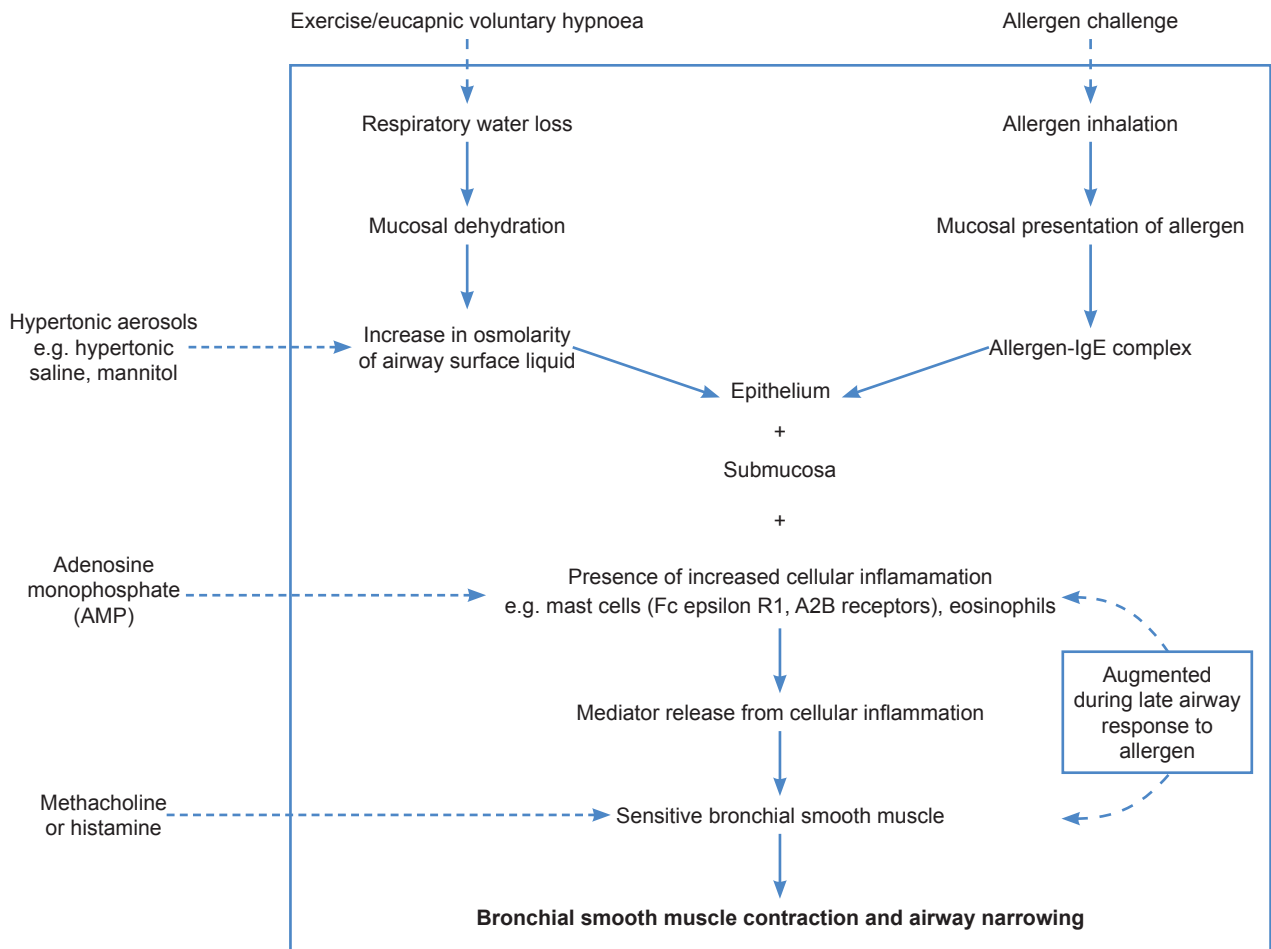 Exercise/eucapnic voluntary hypnoea
Allergen challenge
Respiratory water loss
Allergen inhalation
Mucosal dehydration
Mucosal presentation of allergen
Hypertonic aerosols
e.g. hypertonic
saline, mannitol
Increase in osmolarity
of airway surface liquid
Allergen-IgE complex
Epithelium
+
Submucosa
+
Adenosine
monophosphate
(AMP)
Presence of increased cellular inflamamation
e.g. mast cells (Fc epsilon R1, A2B receptors), eosinophils
Augmented
during late airway
response to
allergen
Mediator release from cellular inflammation
Methacholine
or histamine
Sensitive bronchial smooth muscle
Bronchial smooth muscle contraction and airway narrowing